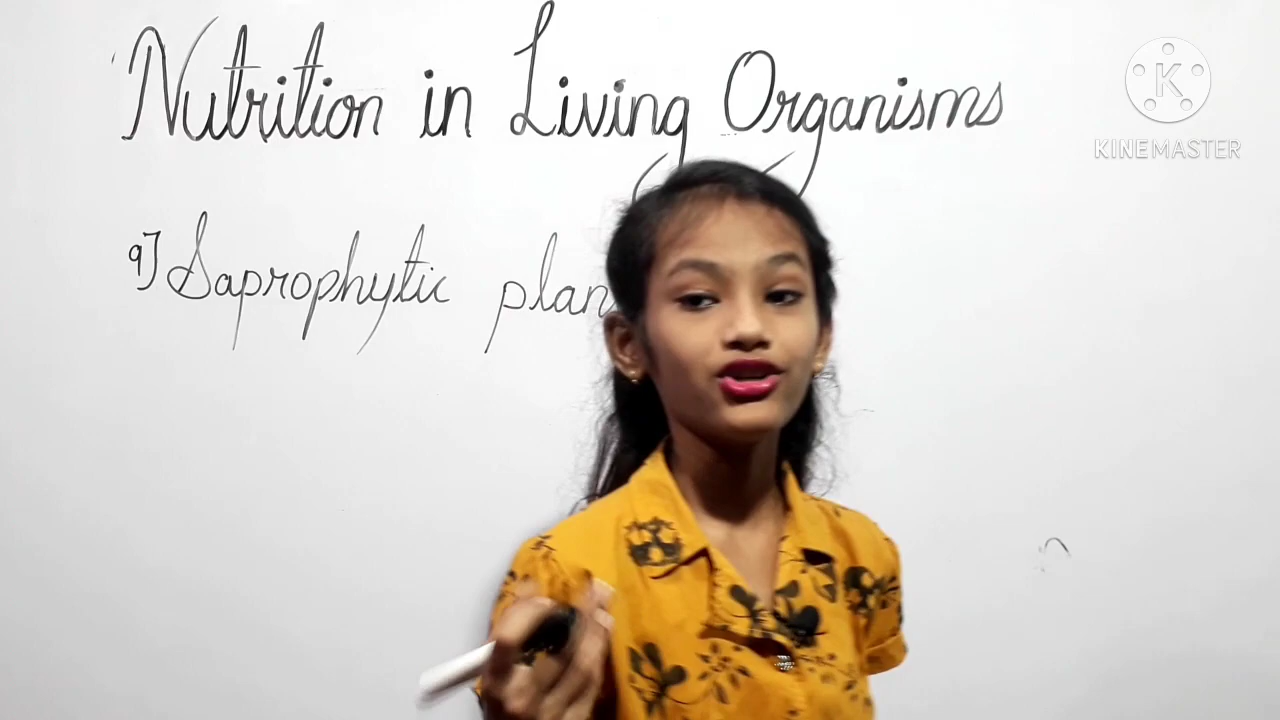 Nutrition in Living Organisms
K
KINEMASTER
9] Saprophytic plan